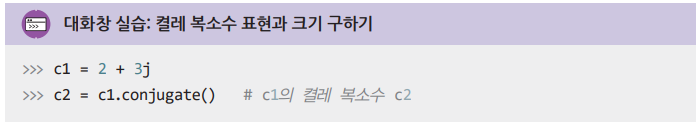 대화창 실습: 켤레 복소수 표현과 크기 구하기
>>> c1 = 2 + 3j
>>> c2 = c1.conjugate()   # c1의 켤레 복소수 c2